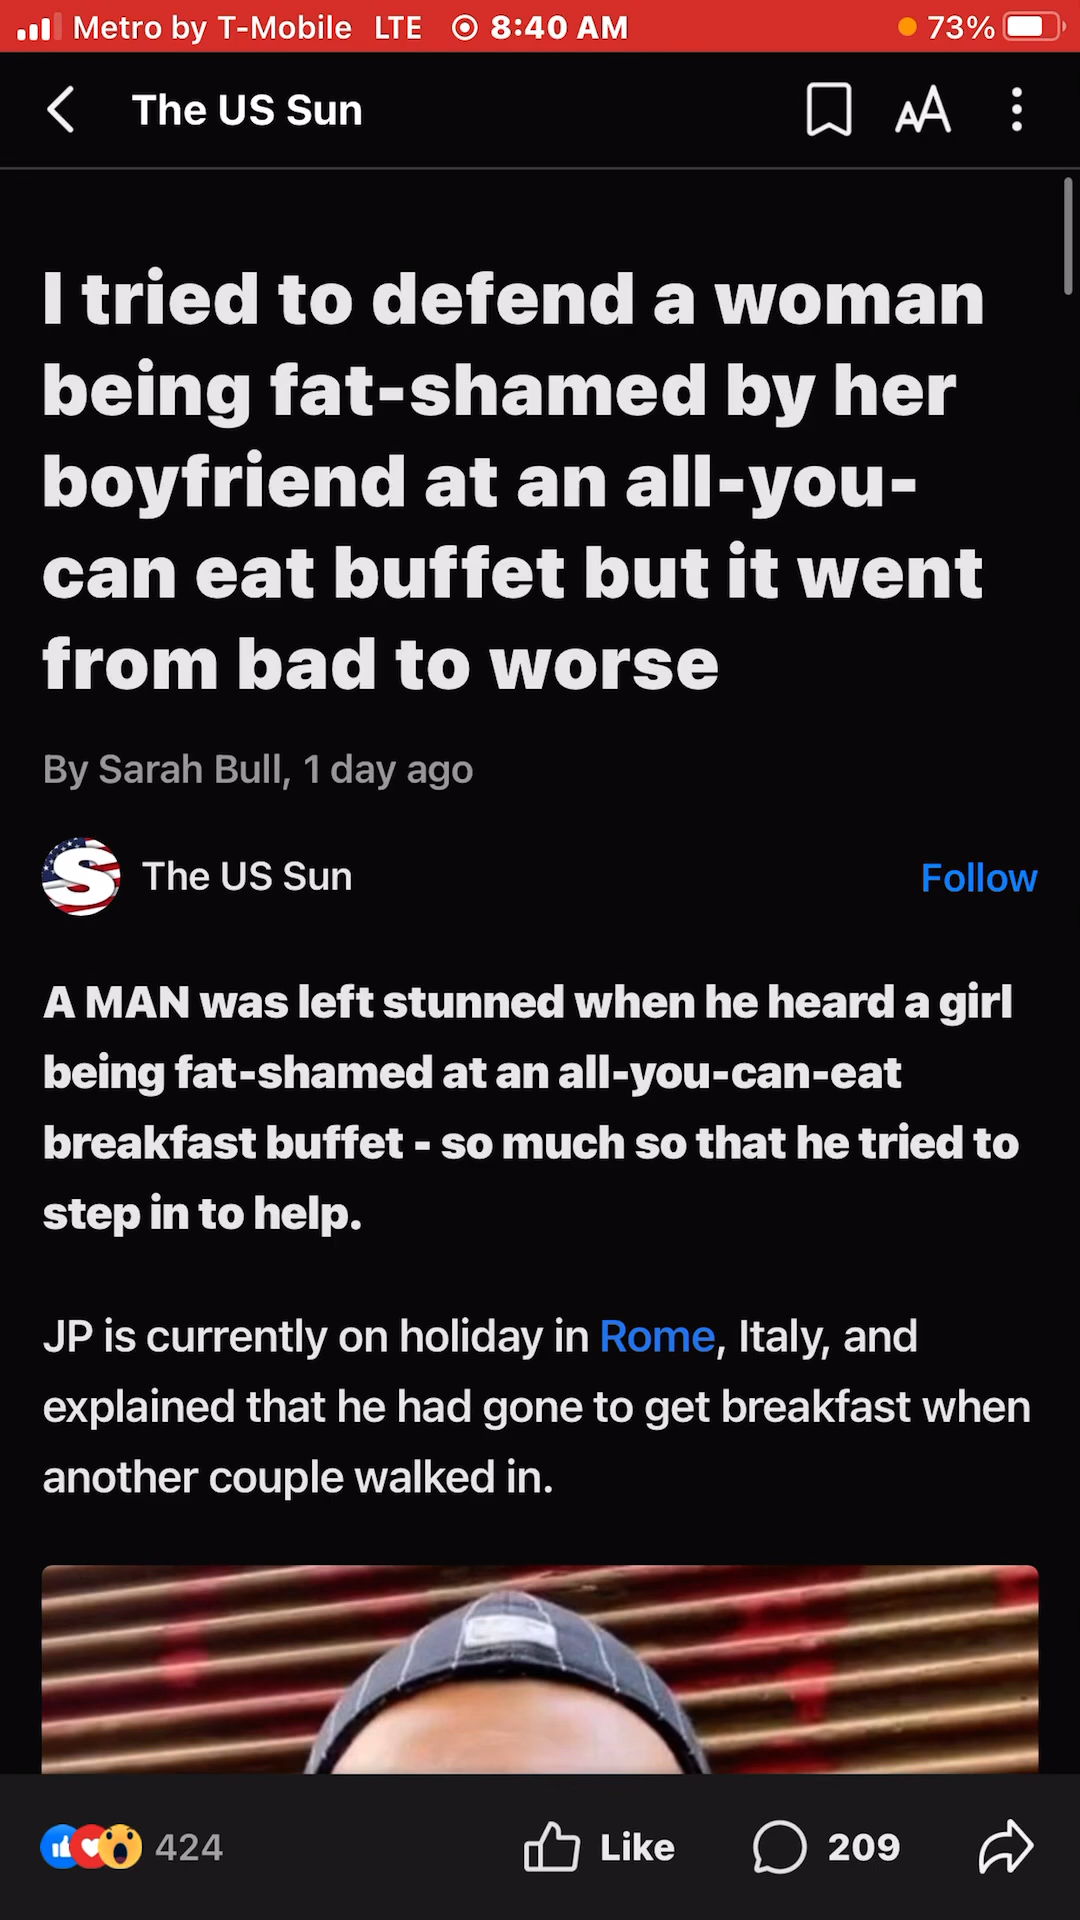 Metro by T-Mobile LTE 8:40 AM 73%
The US Sun AA
I tried to defend a woman
being fat-shamed by her
boyfriend at an all-you-
can eat buffet but it went
from bad to worse
By Sarah Bull, 1 day ago
S The US Sun Follow
A MAN was left stunned when he heard a girl
being fat-shamed at an all-you-can-eat
breakfast buffet - so much so that he tried to
step in to help.
JP is currently on holiday in Rome, Italy, and
explained that he had gone to get breakfast when
another couple walked in.
424 Like 209